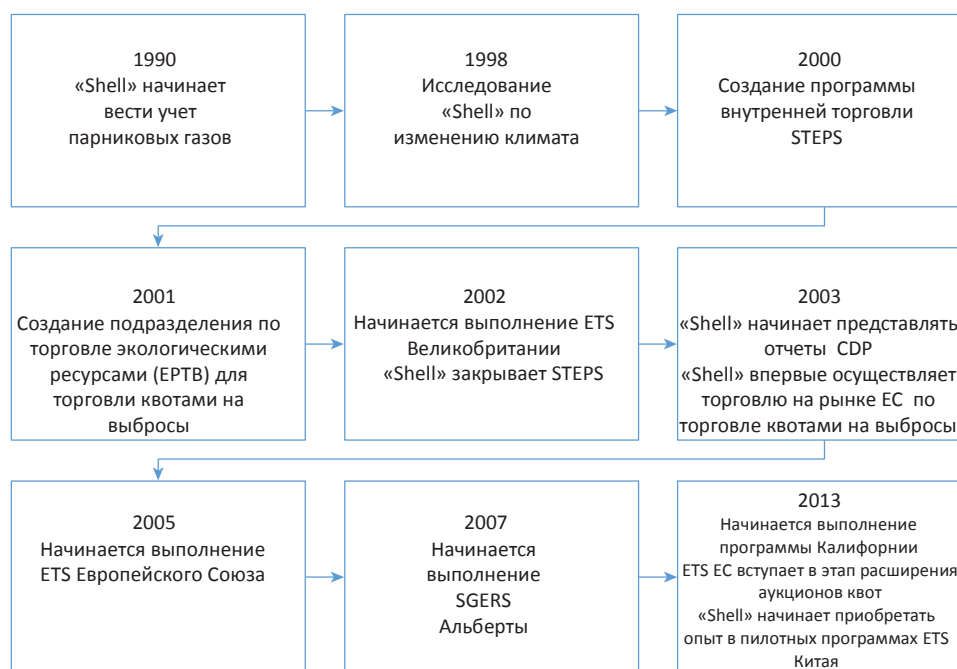 1990
«Shell» начинает
вести учет
парниковых газов
1998
Исследование
«Shell» по
изменению климата
2000
Создание программы
внутренней торговли
STEPS
2001
Создание подразделения по
торговле экологическими
ресурсами (ЕРТВ) для
торговли квотами на
выбросы
2002
Начинается выполнение ETS
Великобритании
«Shell» закрывает STEPS
2003
«Shell» начинает представлять
отчеты CDP
«Shell» впервые осуществляет
торговлю на рынке ЕС по
торговле квотами на выбросы
2005
Начинается выполнение
ETS Европейского Союза
2007
Начинается
выполнение
SGERS
Альберты
2013
Начинается выполнение
программы Калифорнии
ETS ЕС вступает в этап расширения
аукционов квот
«Shell» начинает приобретать
опыт в пилотных программах ETS
Китая